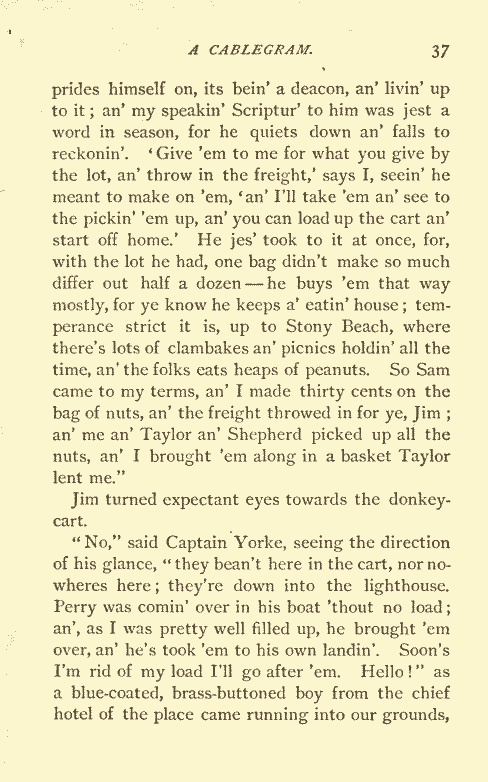 A CABLEGRAM. 37
prides himself on, its bein' a deacon, an' livin' up
to it; an' my speakin' Scriptur' to him was jest a
word in season, for he quiets down an' falls to
reckonin'. 'Give 'em to me for what you give by
the lot, an' throw in the freight,' says I, seein' he
meant to make on 'em, 'an' I'll take 'em an' see to
the pickin' 'em up, an' you can load up the cart an'
start off home.' He jes' took to it at once, for,
with the lot he had, one bag didn't make so much
differ out half a dozen — he buys 'em that way
mostly, for ye know he keeps a' eatin' house; tem-
perance strict it is, up to Stony Beach, where
there's lots of clambakes an' picnics holdin' all the
time, an' the folks eats heaps of peanuts. So Sam
came to my terms, an' I made thirty cents on the
bag of nuts, an' the freight throwed in for ye, Jim;
an' me an' Taylor an' Shepherd picked up all the
nuts, an' I brought 'em along in a basket Taylor
lent me."
Jim turned expectant eyes towards the donkey-
cart.
"No," said Captain Yorke, seeing the direction
of his glance, "they bean't here in the cart, nor no-
wheres here; they're down into the lighthouse.
Perry was comin' over in his boat 'thout no load;
an', as I was pretty well filled up, he brought 'em
over, an' he's took 'em to his own landin'. Soon's
I'm rid of my load I'll go after 'em. Hello!" as
a blue-coated, brass-buttoned boy from the chief
hotel of the place came running into our grounds,